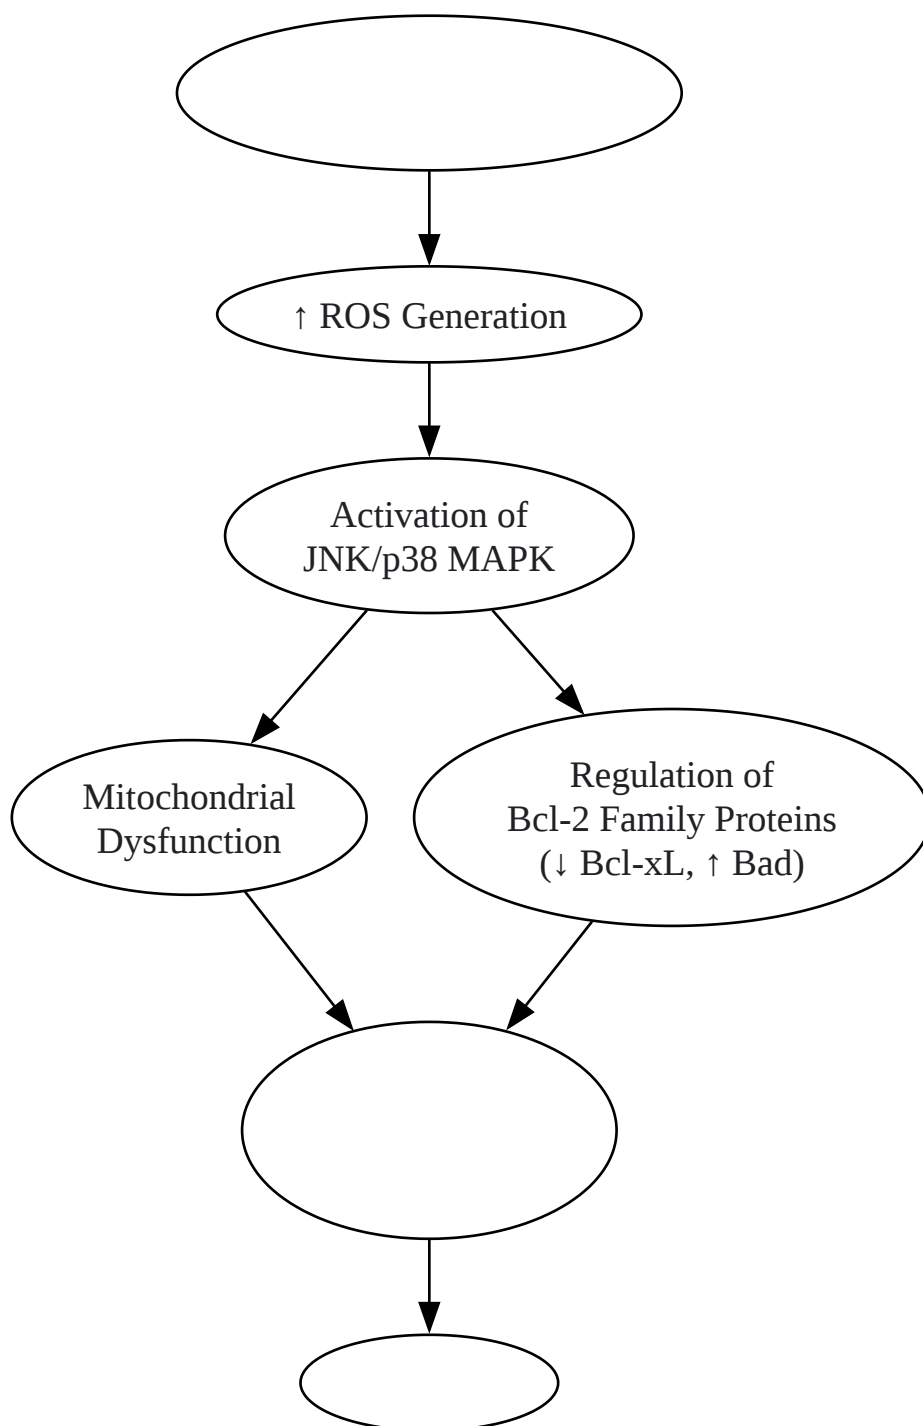 ↑ ROS Generation
Activation of
JNK/p38 MAPK
Mitochondrial
Dysfunction
Regulation of
Bcl-2 Family Proteins
(↓ Bcl-xL, ↑ Bad)